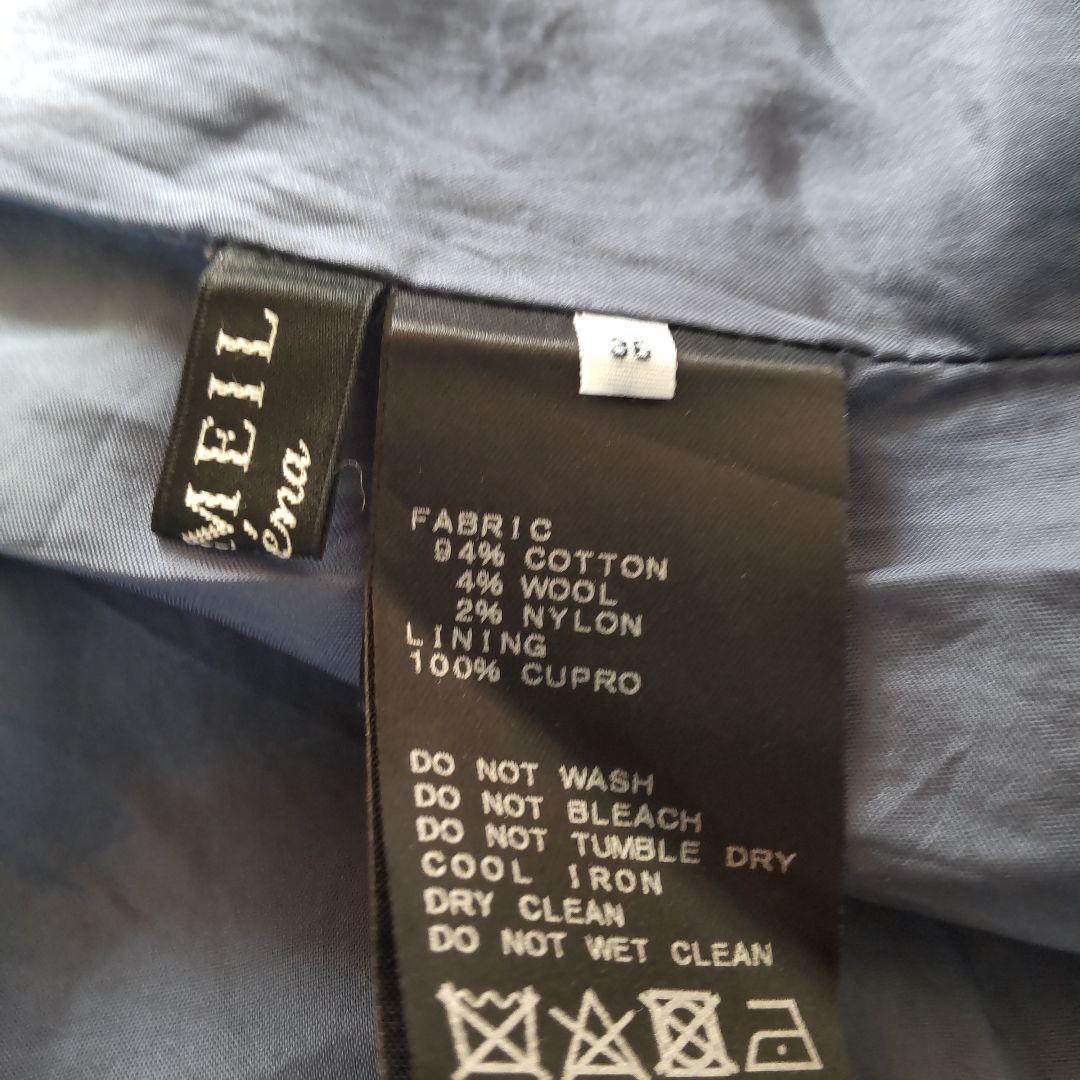 MEIL
éna
36
FABRIC
94% COTTON
4% WOOL
2% NYLON
LINING
100% CUPRO
DO NOT WASH
DO NOT BLEACH
DO NOT TUMBLE DRY
COOL IRON
DRY CLEAN
DO NOT WET CLEAN